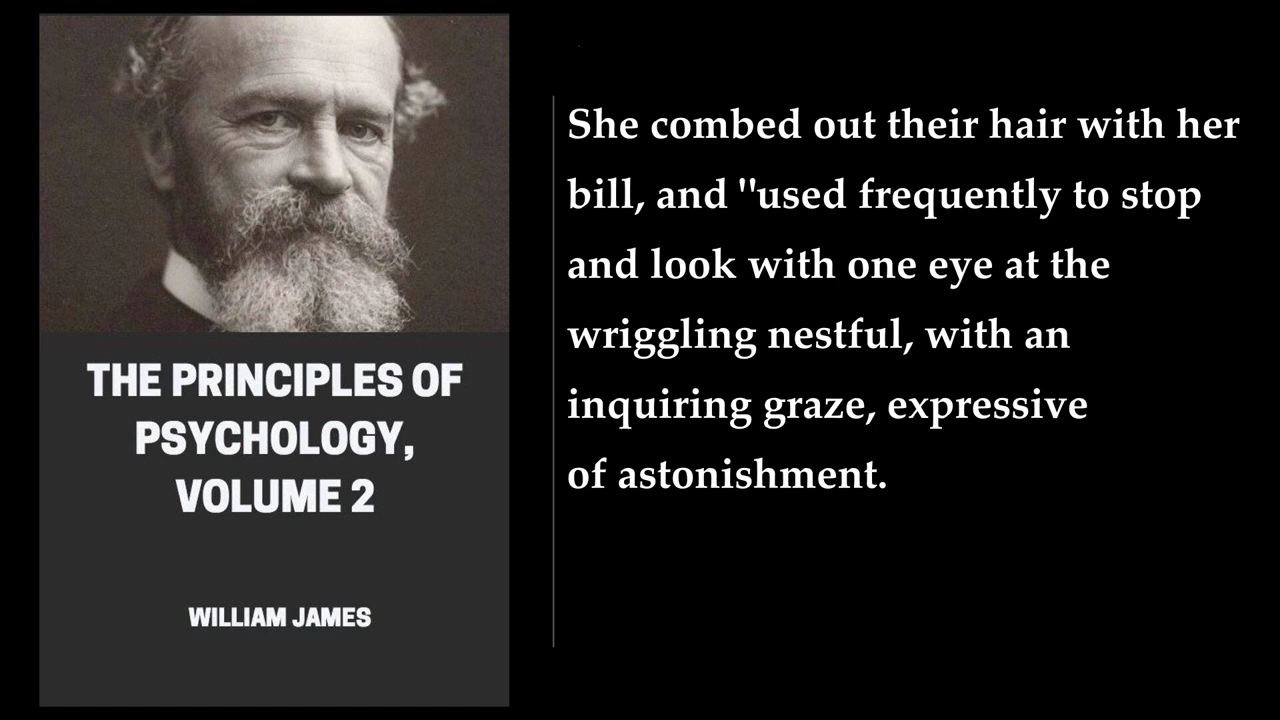 THE PRINCIPLES OF
PSYCHOLOGY,
VOLUME 2
WILLIAM JAMES
She combed out their hair with her
bill, and "used frequently to stop
and look with one eye at the
wriggling nestful, with an
inquiring graze, expressive
of astonishment.